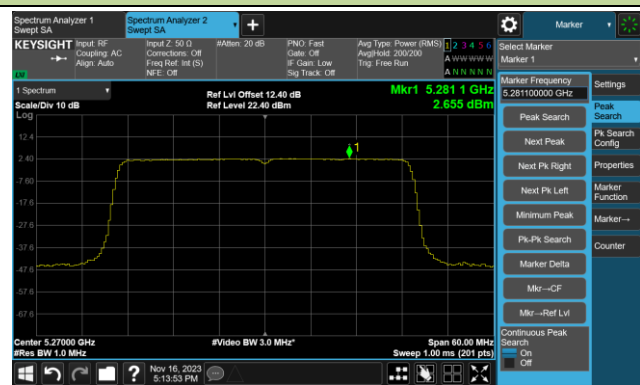 Spectrum Analyzer 1
Swept SA
Spectrum Analyzer 2
Swept SA
+
Marker
KEYSIGHT
Input: RF
Coupling: AC
Align: Auto
Input Z: 50 Ω
Corrections: Off
Freq Ref: Int (S)
NFE: Off
#Atten: 20 dB
PNO: Fast
Gate: Off
IF Gain: Low
Sig Track: Off
Avg Type: Power (RMS)
Avg|Hold: 200/200
Trig: Free Run
1 2 3 4 5 6
A W W W W W
A N N N N N
LXI
Select Marker
Marker 1
1 Spectrum
Scale/Div 10 dB
Log
Ref Lvl Offset 12.40 dB
Ref Level 22.40 dBm
Mkr1 5.281 1 GHz
2.655 dBm
12.4
2.40
-7.60
-17.6
-27.6
-37.6
-47.6
-57.6
-67.6
1
Center 5.27000 GHz
#Res BW 1.0 MHz
#Video BW 3.0 MHz*
Span 60.00 MHz
Sweep 1.00 ms (201 pts)
Marker Frequency
5.281100000 GHz
Peak Search
Next Peak
Next Pk Right
Next Pk Left
Minimum Peak
Pk-Pk Search
Marker Delta
Mkr→CF
Mkr→Ref Lvl
Continuous Peak
Search
On
Off
Settings
Peak
Search
Pk Search
Config
Properties
Marker
Function
Marker→
Counter
?
Nov 16, 2023
5:13:53 PM